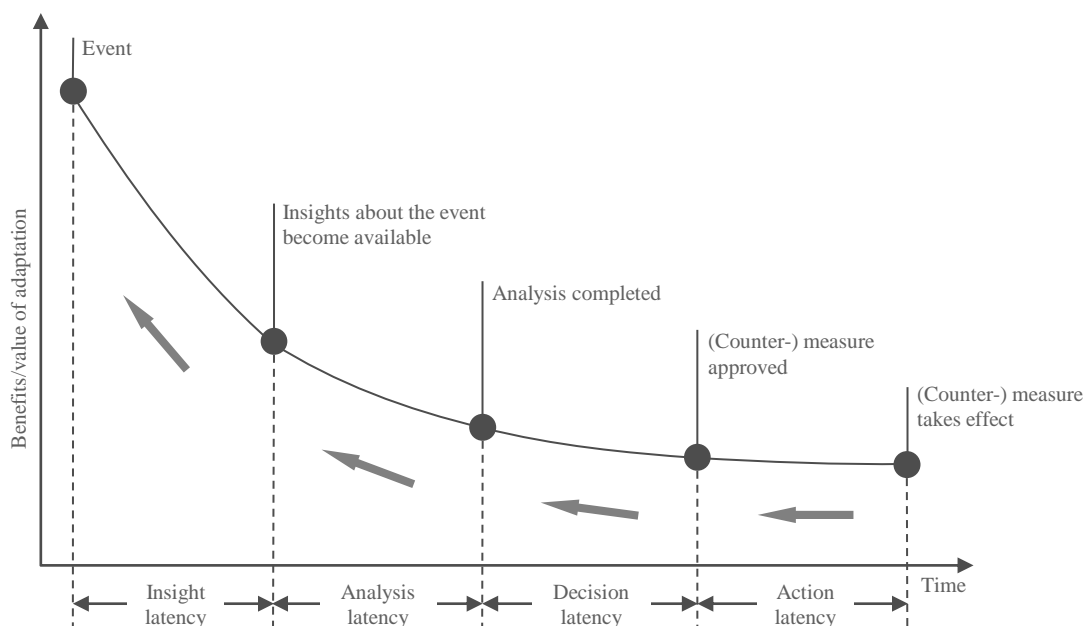 Event
Insights about the event
become available
Analysis completed
(Counter-) measure
approved
(Counter-) measure
takes effect
Benefits/value of adaptation
Time
Insight
latency
Analysis
latency
Decision
latency
Action
latency